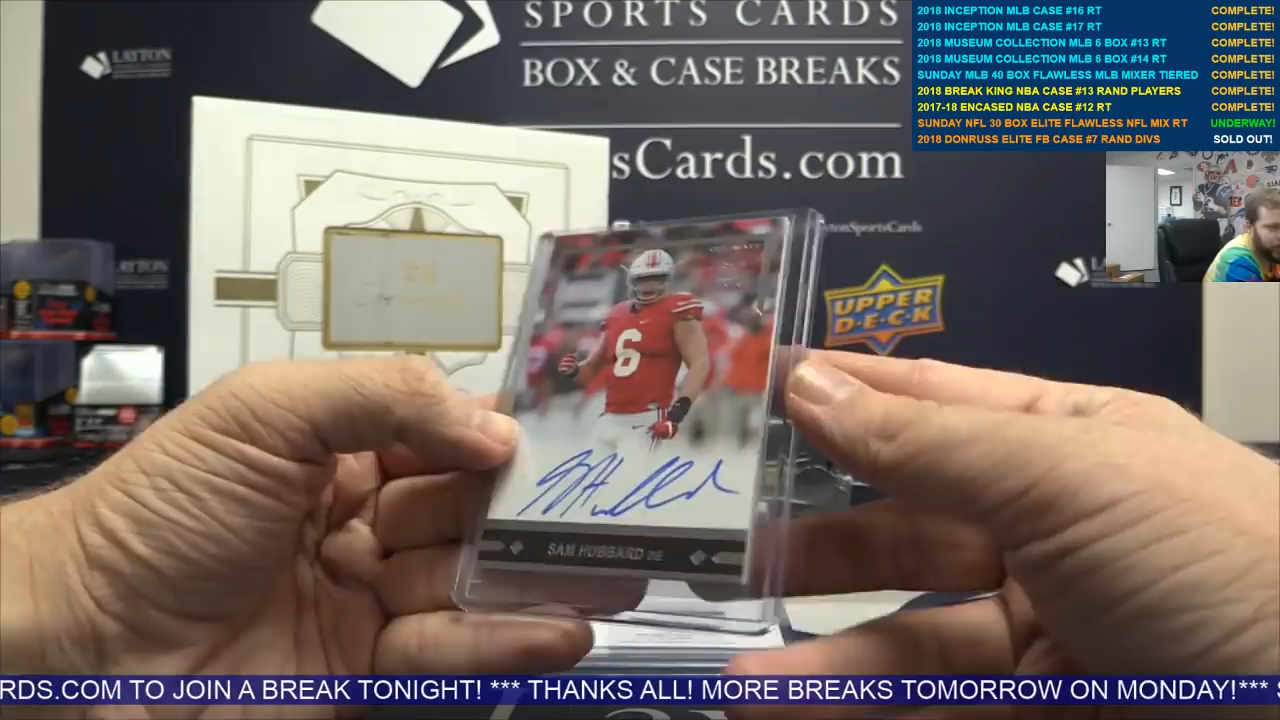 SPORTS CARDS
BOX & CASE BREAKS
sCards.com
LAYTON
LAYTON
ytonSportsCards
UPPER
D·E·C·K
6
SAM HUBBARD DE
2018 INCEPTION MLB CASE #16 RT COMPLETE!
2018 INCEPTION MLB CASE #17 RT COMPLETE!
2018 MUSEUM COLLECTION MLB 6 BOX #13 RT COMPLETE!
2018 MUSEUM COLLECTION MLB 6 BOX #14 RT COMPLETE!
SUNDAY MLB 40 BOX FLAWLESS MLB MIXER TIERED COMPLETE!
2018 BREAK KING NBA CASE #13 RAND PLAYERS COMPLETE!
2017-18 ENCASED NBA CASE #12 RT COMPLETE!
SUNDAY NFL 30 BOX ELITE FLAWLESS NFL MIX RT UNDERWAY!
2018 DONRUSS ELITE FB CASE #7 RAND DIVS SOLD OUT!
RDS.COM TO JOIN A BREAK TONIGHT! *** THANKS ALL! MORE BREAKS TOMORROW ON MONDAY!*** S